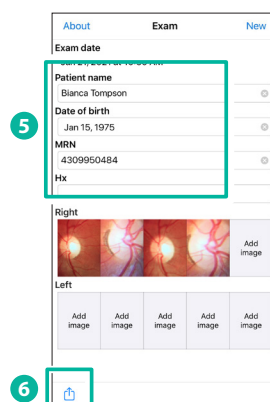 About Exam New
Exam date
Patient name
Bianca Tompson
Date of birth
Jan 15, 1975
MRN
4309950484
Hx
Right
Add image
Left
Add image Add image Add image Add image Add image
5
6